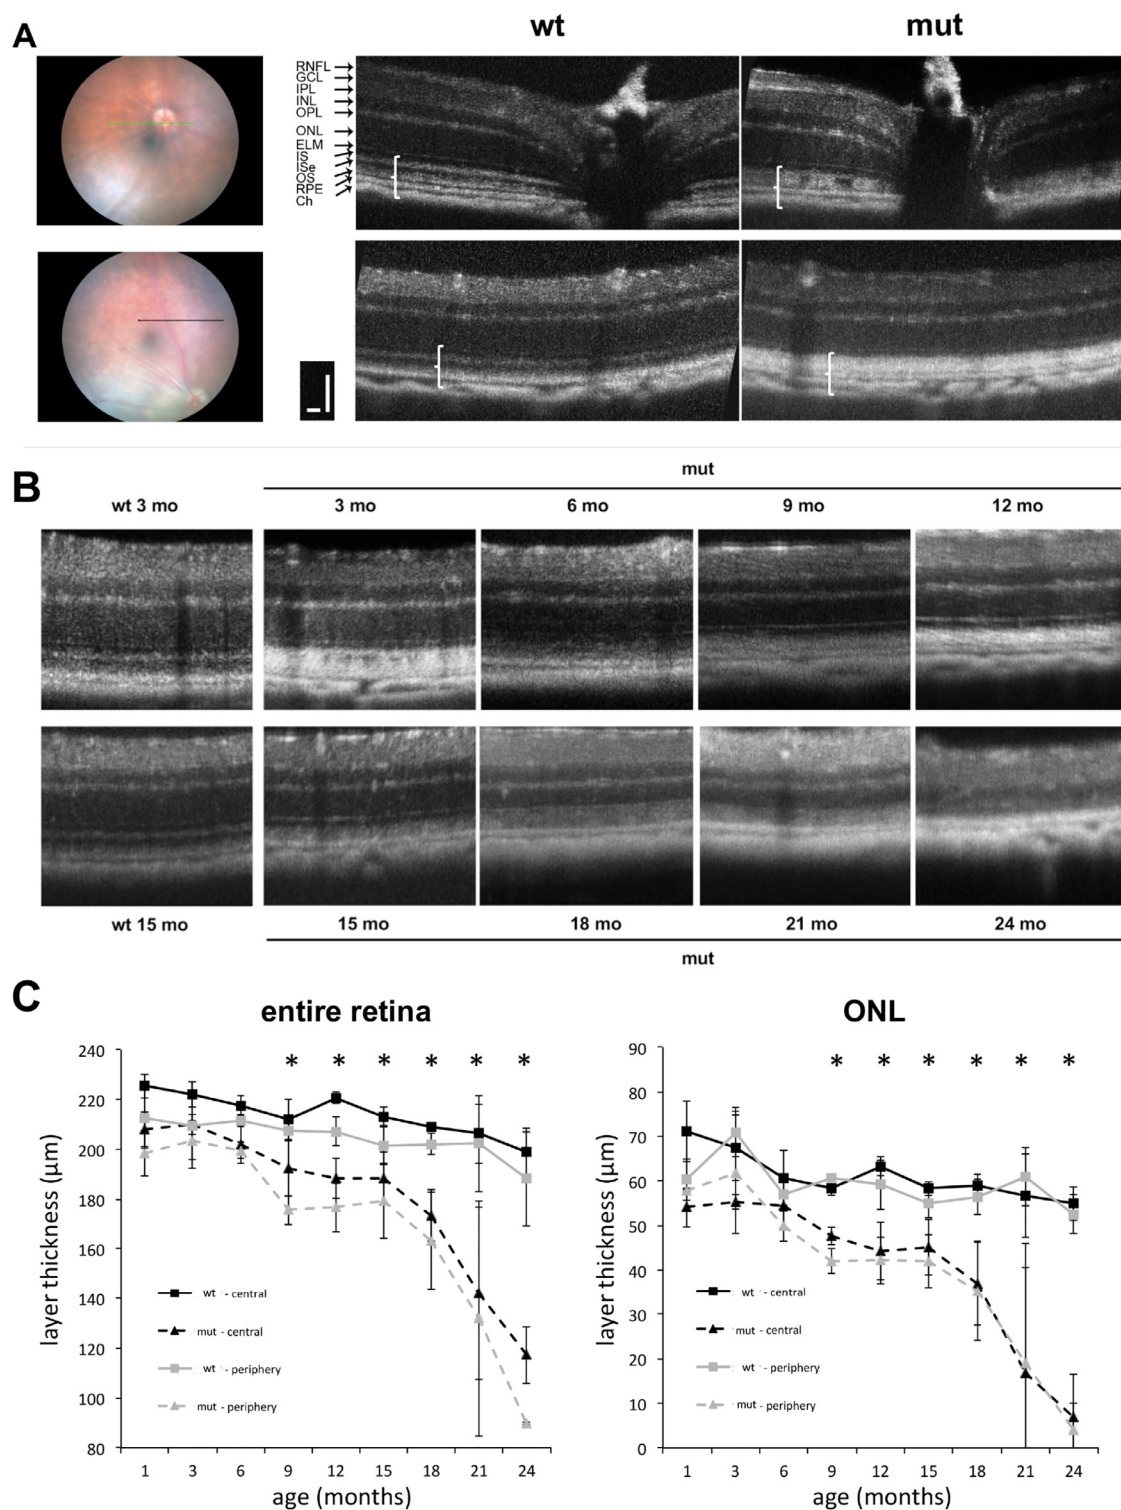 A
wt
mut
RNFL
GCL
IPL
INL
OPL
ONL
ELM
IS
ISe
OS
RPE
Ch
B
mut
wt 3 mo
3 mo
6 mo
9 mo
12 mo
wt 15 mo
15 mo
18 mo
21 mo
24 mo
mut
C
entire retina
* * * * * *
layer thickness (µm)
240
220
200
180
160
140
120
100
80
wt - central
mut - central
wt - periphery
mut - periphery
1 3 6 9 12 15 18 21 24
age (months)
ONL
* * * * * *
layer thickness (µm)
90
80
70
60
50
40
30
20
10
0
wt - central
mut - central
wt - periphery
mut - periphery
1 3 6 9 12 15 18 21 24
age (months)